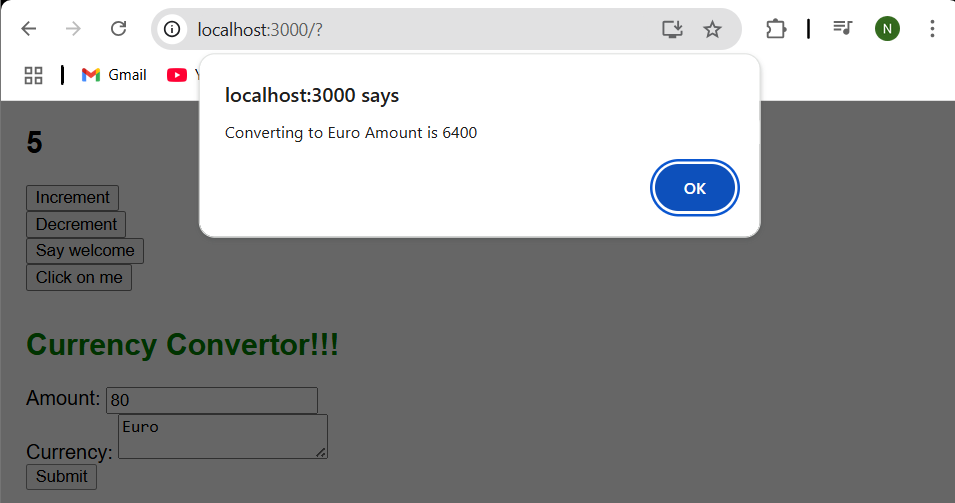 localhost:3000/?
N
Gmail
localhost:3000 says
Converting to Euro Amount is 6400
OK
5
Increment
Decrement
Say welcome
Click on me
Currency Convertor!!!
Amount: 80
Currency: Euro
Submit